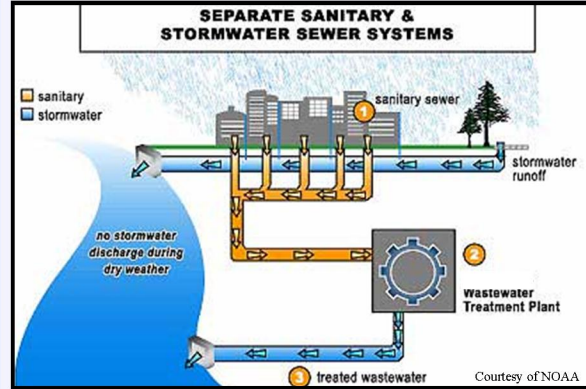 SEPARATE SANITARY &
STORMWATER SEWER SYSTEMS
sanitary
stormwater
1
sanitary sewer
stormwater
runoff
no stormwater
discharge during
dry weather
2
Wastewater
Treatment Plant
3 treated wastewater
Courtesy of NOAA